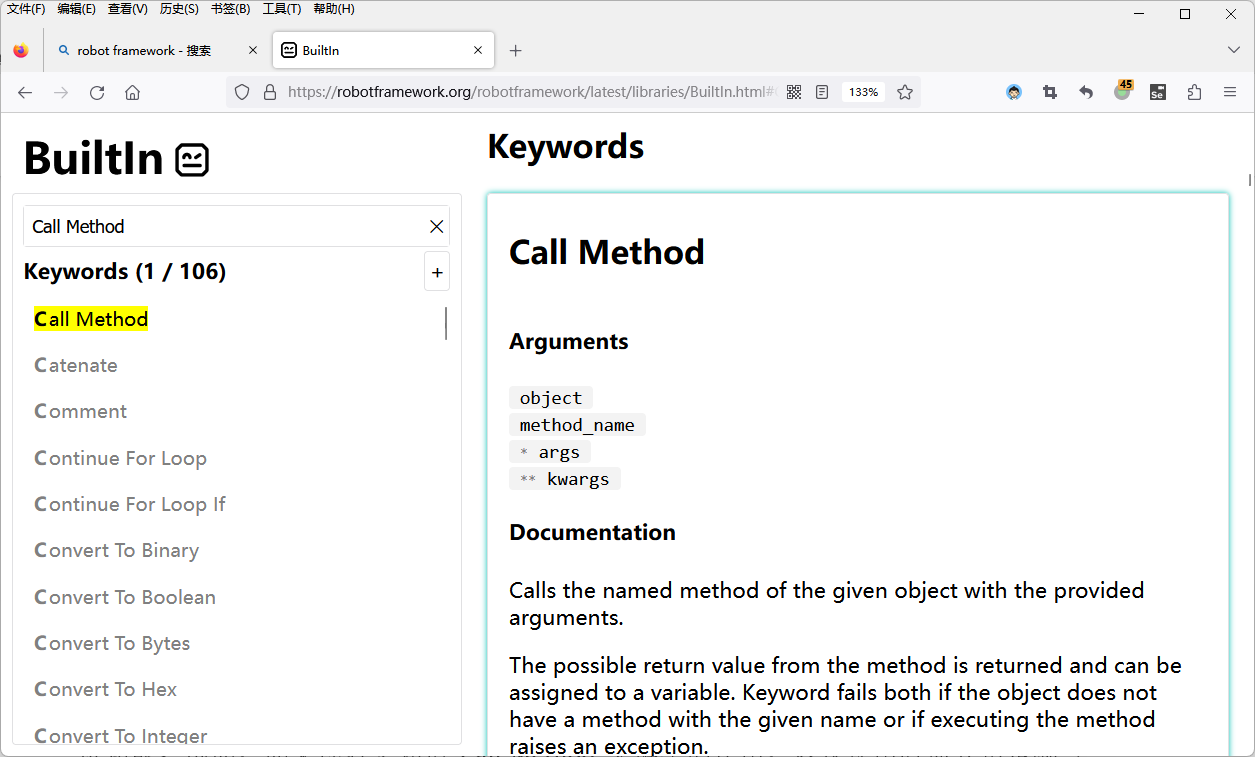 文件(F) 编辑(E) 查看(V) 历史(S) 书签(B) 工具(T) 帮助(H)
robot framework - 搜索
BuiltIn
https://robotframework.org/robotframework/latest/libraries/BuiltIn.html#
133%
45
Se
BuiltIn
Call Method
Keywords (1 / 106)
+
Call Method
Catenate
Comment
Continue For Loop
Continue For Loop If
Convert To Binary
Convert To Boolean
Convert To Bytes
Convert To Hex
Convert To Integer
Keywords
Call Method
Arguments
object
method_name
* args
** kwargs
Documentation
Calls the named method of the given object with the provided
arguments.
The possible return value from the method is returned and can be
assigned to a variable. Keyword fails both if the object does not
have a method with the given name or if executing the method
raises an exception.